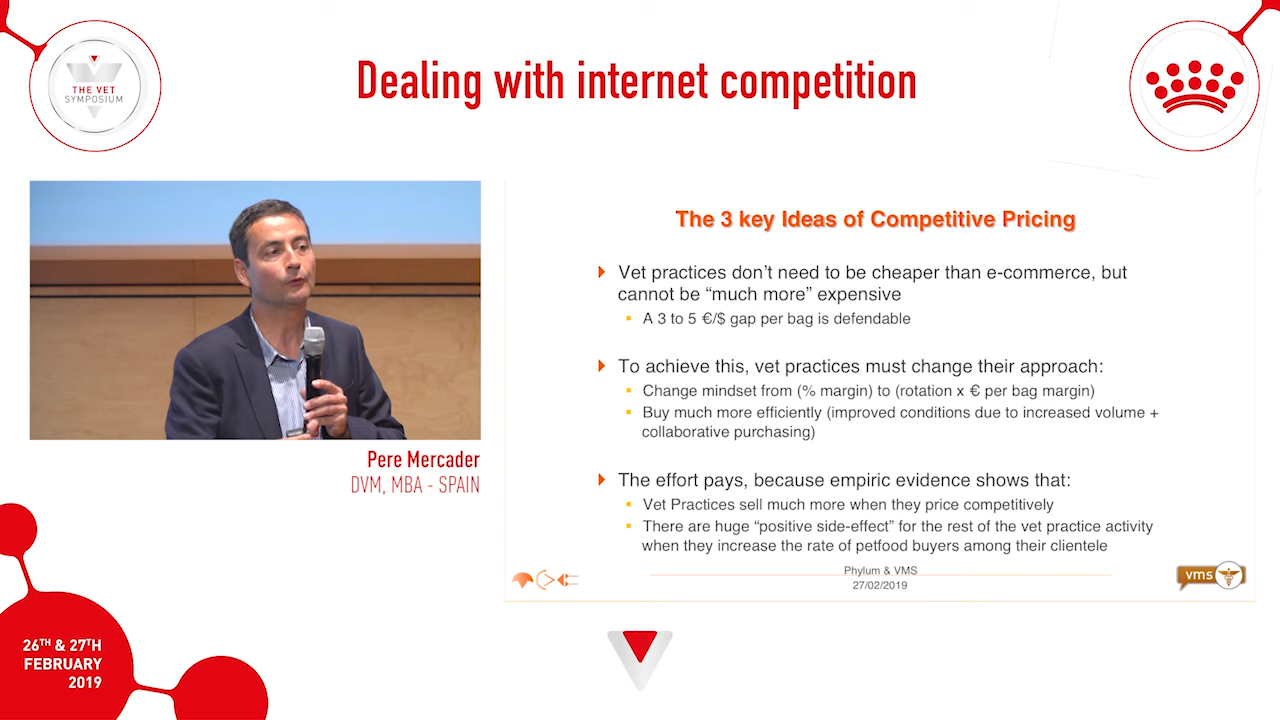 Dealing with internet competition
THE VET
SYMPOSIUM
The 3 key Ideas of Competitive Pricing
Vet practices don't need to be cheaper than e-commerce, but
cannot be “much more” expensive
A 3 to 5 €/$ gap per bag is defendable
To achieve this, vet practices must change their approach:
Change mindset from (% margin) to (rotation x € per bag margin)
Buy much more efficiently (improved conditions due to increased volume +
collaborative purchasing)
The effort pays, because empiric evidence shows that:
Vet Practices sell much more when they price competitively
There are huge “positive side-effect” for the rest of the vet practice activity
when they increase the rate of petfood buyers among their clientele
Phylum & VMS
27/02/2019
vms
Pere Mercader
DVM, MBA - SPAIN
26TH & 27TH
FEBRUARY
2019